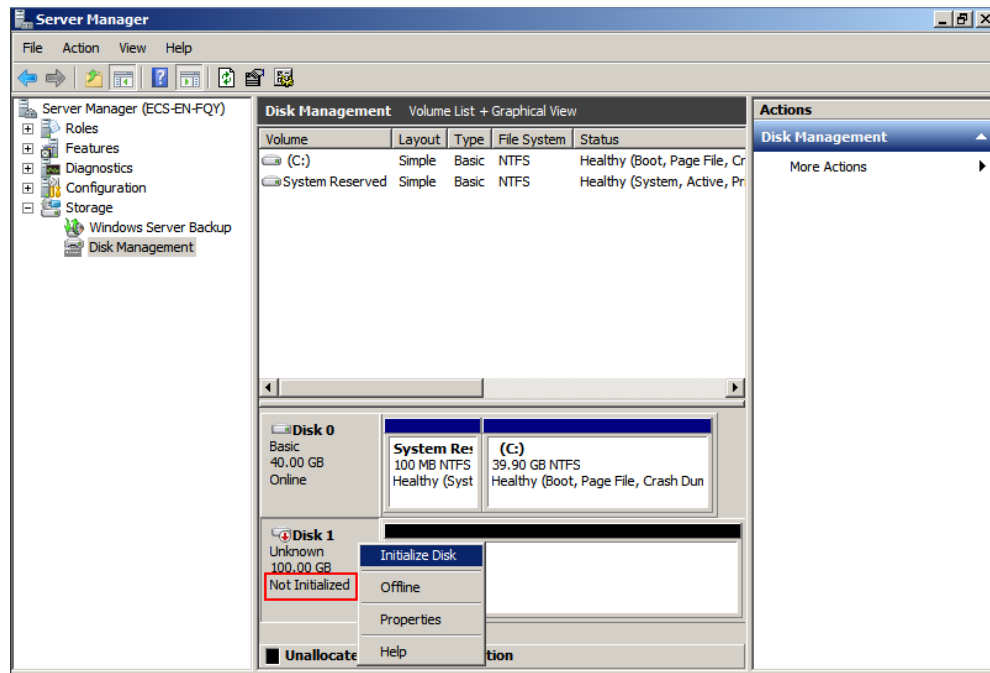 Server Manager
File Action View Help
Server Manager (ECS-EN-FQY)
Roles
Features
Diagnostics
Configuration
Storage
Windows Server Backup
Disk Management
Disk Management Volume List + Graphical View
Volume Layout Type File System Status
(C:) Simple Basic NTFS Healthy (Boot, Page File, Cr
System Reserved Simple Basic NTFS Healthy (System, Active, Pri
Disk 0
Basic
40.00 GB
Online
System Res
100 MB NTFS
Healthy (Syst
(C:)
39.90 GB NTFS
Healthy (Boot, Page File, Crash Dun
Disk 1
Unknown
100.00 GB
Not Initialized
Initialize Disk
Offline
Properties
Help
Unallocate
tion
Actions
Disk Management
More Actions